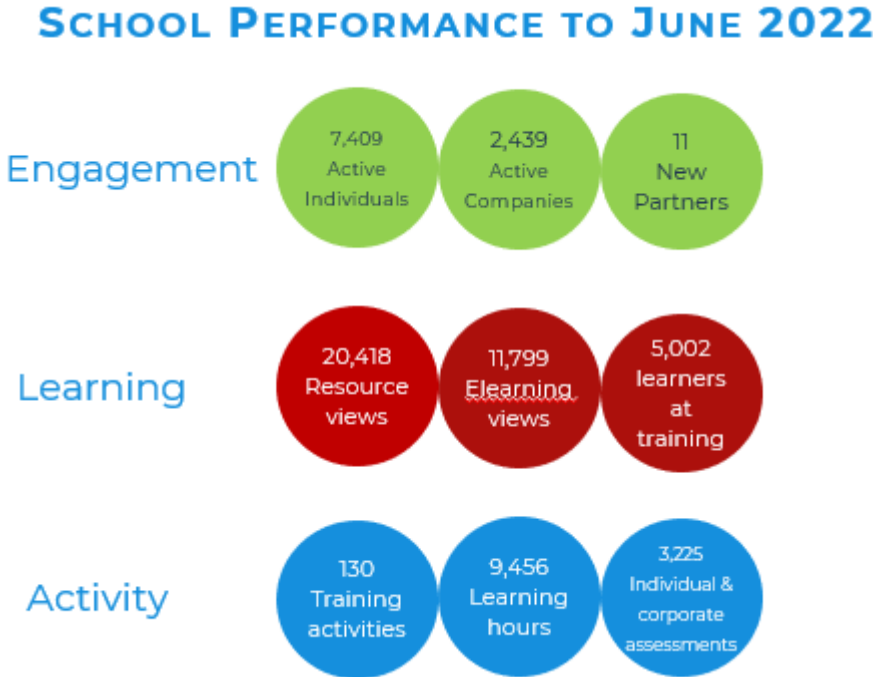 SCHOOL PERFORMANCE TO JUNE 2022
Engagement
7,409
Active
Individuals
2,439
Active
Companies
11
New
Partners
Learning
20,418
Resource
views
11,799
Elearning
views
5,002
learners
at
training
Activity
130
Training
activities
9,456
Learning
hours
3,225
Individual &
corporate
assessments